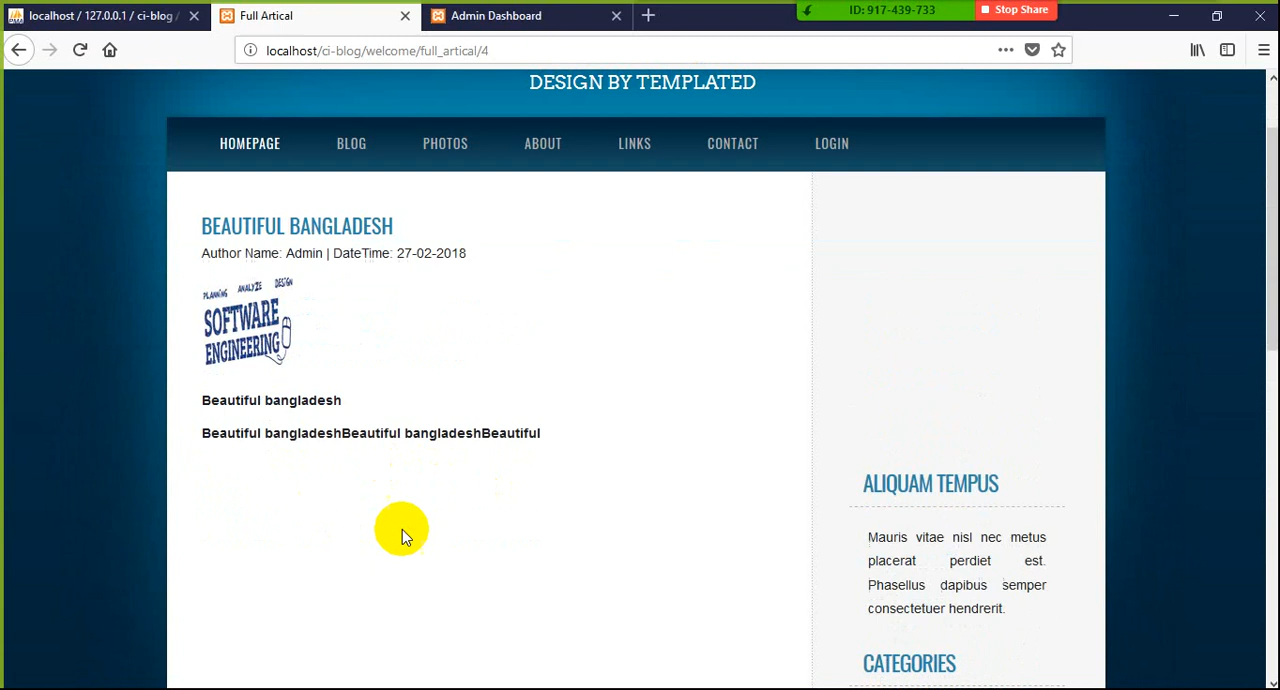 localhost / 127.0.0.1 / ci-blog /
Full Artical
Admin Dashboard
ID: 917-439-733
Stop Share
localhost/ci-blog/welcome/full_artical/4
DESIGN BY TEMPLATED
HOMEPAGE
BLOG
PHOTOS
ABOUT
LINKS
CONTACT
LOGIN
BEAUTIFUL BANGLADESH
Author Name: Admin | DateTime: 27-02-2018
PLANNING ANALYZE DESIGN
SOFTWARE
ENGINEERING
Beautiful bangladesh
Beautiful bangladeshBeautiful bangladeshBeautiful
ALIQUAM TEMPUS
Mauris vitae nisl nec metus
placerat perdiet est.
Phasellus dapibus semper
consectetuer hendrerit.
CATEGORIES